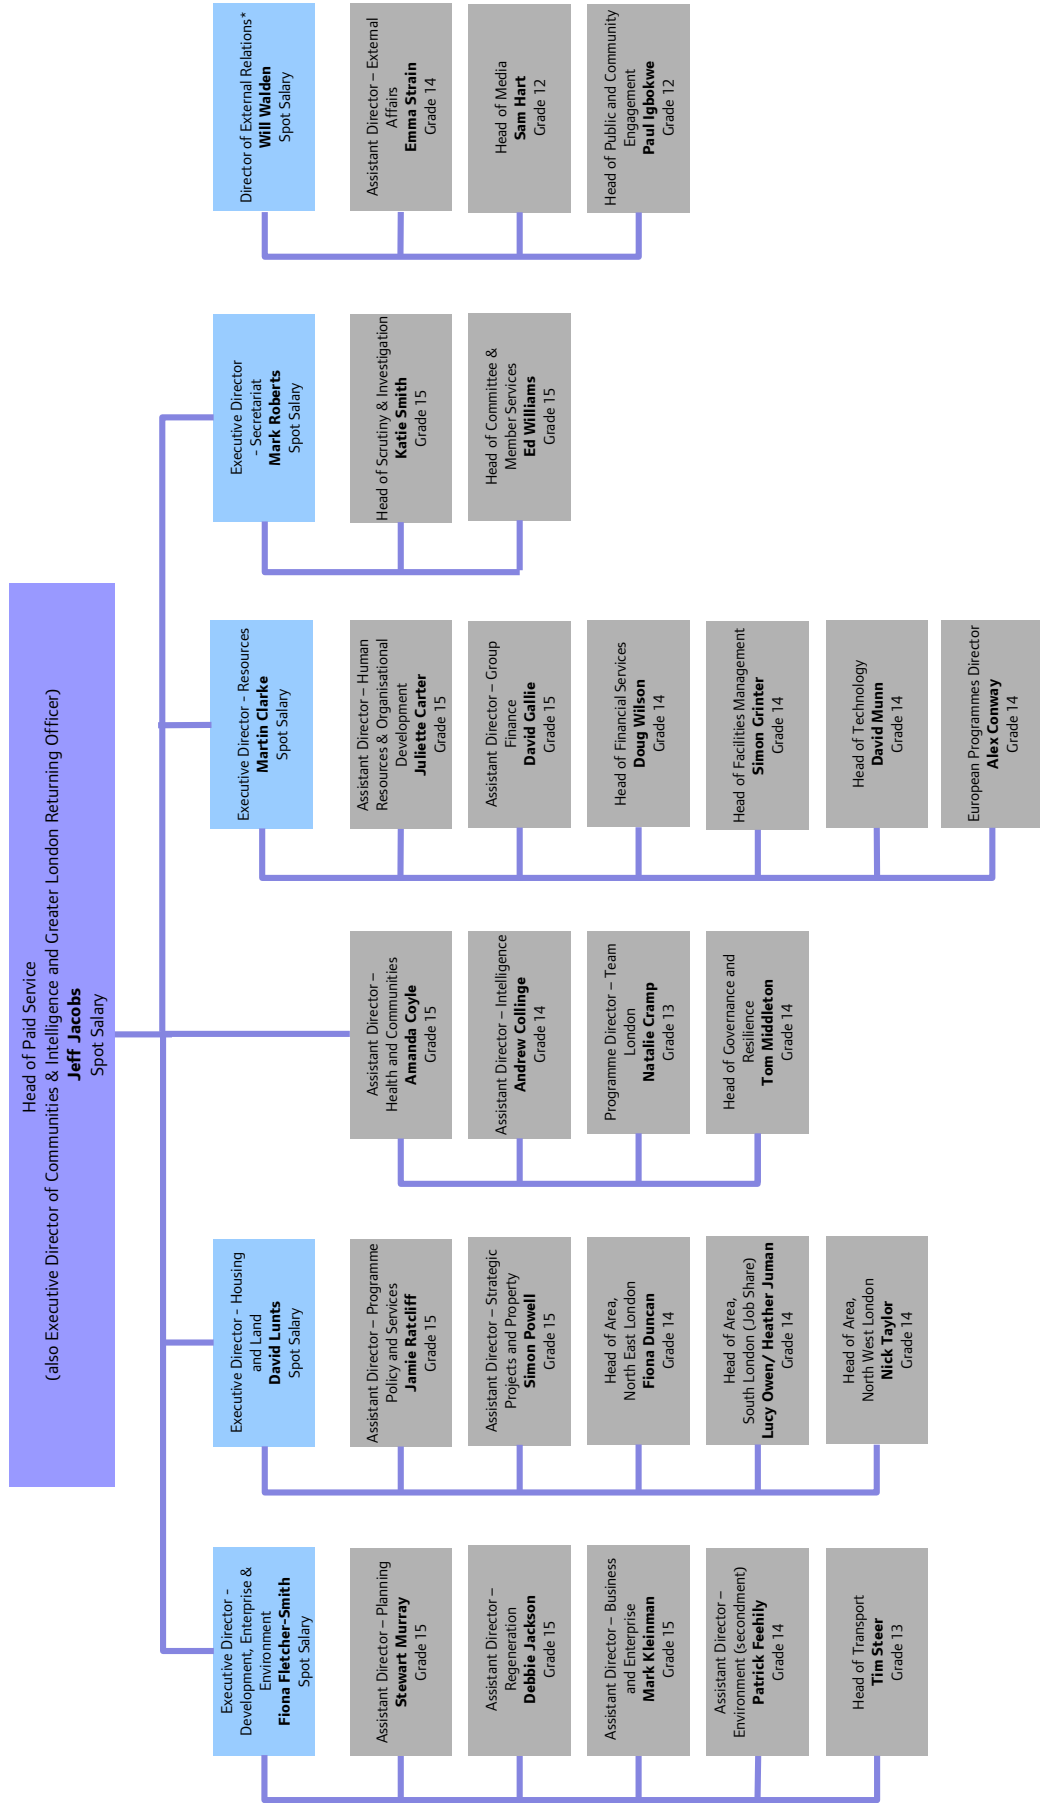 Head of Paid Service
(also Executive Director of Communities & Intelligence and Greater London Returning Officer)
Jeff Jacobs
Spot Salary
Executive Director -
Development, Enterprise &
Environment
Fiona Fletcher-Smith
Spot Salary
Assistant Director – Planning
Stewart Murray
Grade 15
Assistant Director –
Regeneration
Debbie Jackson
Grade 15
Assistant Director – Business
and Enterprise
Mark Kleinman
Grade 15
Assistant Director –
Environment (secondment)
Patrick Feehily
Grade 14
Head of Transport
Tim Steer
Grade 13
Executive Director – Housing
and Land
David Lunts
Spot Salary
Assistant Director – Programme
Policy and Services
Jamie Ratcliff
Grade 15
Assistant Director – Strategic
Projects and Property
Simon Powell
Grade 15
Head of Area,
North East London
Fiona Duncan
Grade 14
Head of Area,
South London (Job Share)
Lucy Owen/ Heather Juman
Grade 14
Head of Area,
North West London
Nick Taylor
Grade 14
Assistant Director –
Health and Communities
Amanda Coyle
Grade 15
Assistant Director – Intelligence
Andrew Collinge
Grade 14
Programme Director – Team
London
Natalie Cramp
Grade 13
Head of Governance and
Resilience
Tom Middleton
Grade 14
Executive Director - Resources
Martin Clarke
Spot Salary
Assistant Director – Human
Resources & Organisational
Development
Juliette Carter
Grade 15
Assistant Director – Group
Finance
David Gallie
Grade 15
Head of Financial Services
Doug Wilson
Grade 14
Head of Facilities Management
Simon Grinter
Grade 14
Head of Technology
David Munn
Grade 14
European Programmes Director
Alex Conway
Grade 14
Executive Director
- Secretariat
Mark Roberts
Spot Salary
Head of Scrutiny & Investigation
Katie Smith
Grade 15
Head of Committee &
Member Services
Ed Williams
Grade 15
Director of External Relations*
Will Walden
Spot Salary
Assistant Director – External
Affairs
Emma Strain
Grade 14
Head of Media
Sam Hart
Grade 12
Head of Public and Community
Engagement
Paul Igbokwe
Grade 12